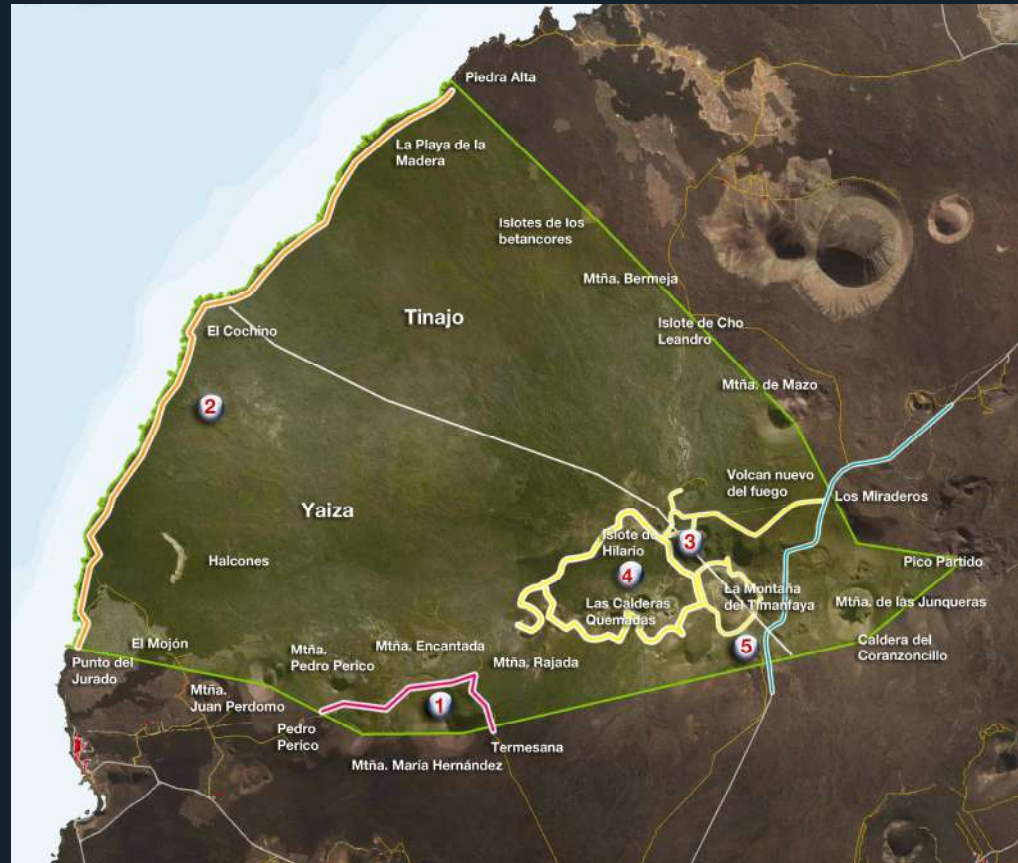 Piedra Alta
La Playa de la
Madera
Islotes de los
betancores
Mtña. Bermeja
Tinajo
El Cochino
Islote de Cho
Leandro
Mtña. de Mazo
2
Volcan nuevo
del fuego
Los Miraderos
Yaiza
Islote de
Hilario
3
Halcones
Pico Partido
4
La Montaña
del Timanfaya
Las Calderas
Quemadas
Mtña. de las Junqueras
El Mojón
Mtña. Encantada
5
Caldera del
Coranzoncillo
Punto del
Jurado
Mtña.
Pedro Perico
Mtña. Rajada
Mtña.
Juan Perdomo
1
Pedro
Perico
Termesana
Mtña. María Hernández